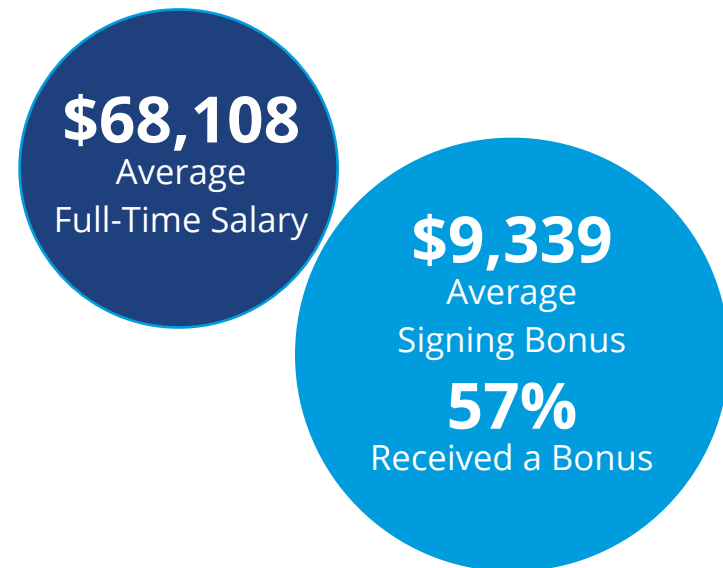 $68,108
Average
Full-Time Salary
$9,339
Average
Signing Bonus
57%
Received a Bonus